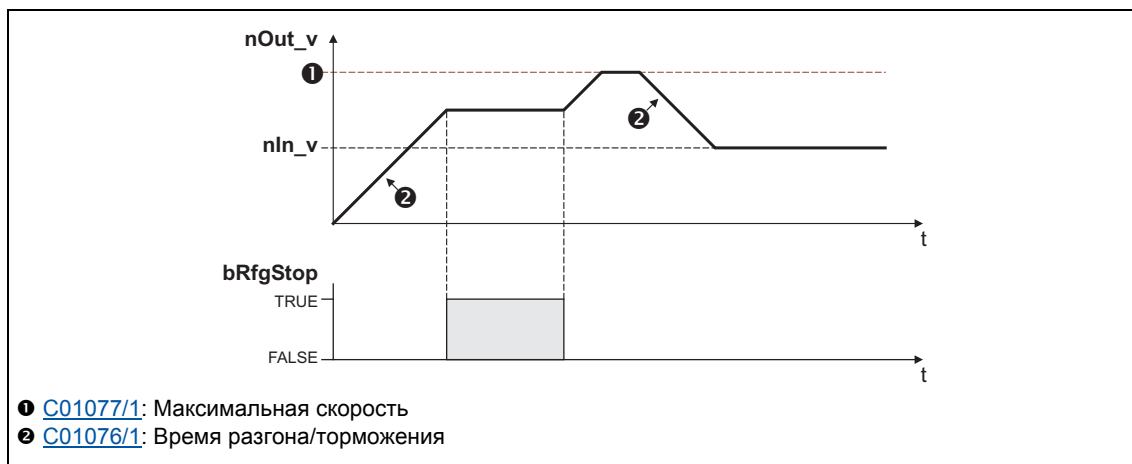 nOut_v
❶
nIn_v
❷
❷
t
bRfgStop
TRUE
FALSE
t
❶ C01077/1: Максимальная скорость
❷ C01076/1: Время разгона/торможения